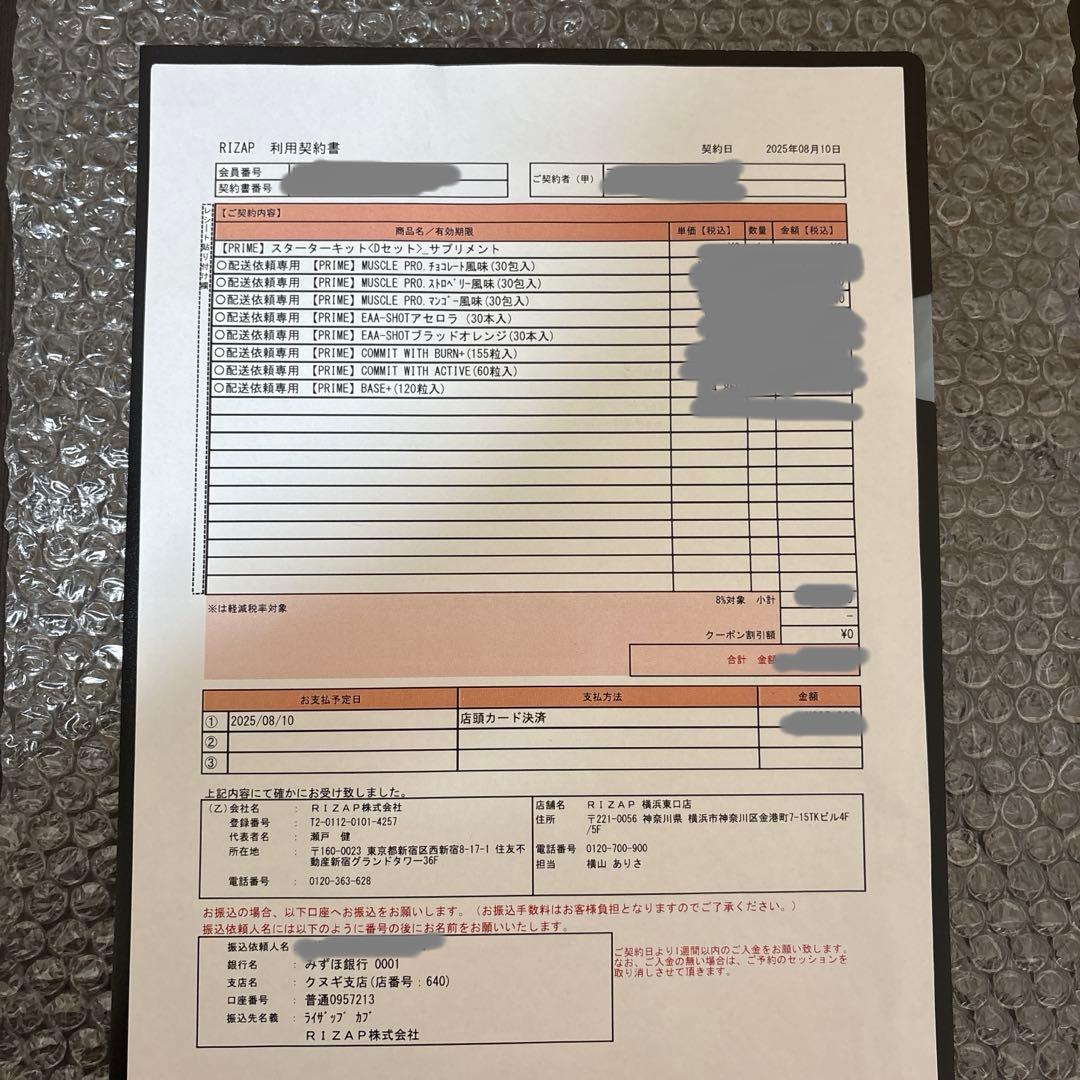 RIZAP 利用契約書
契約日 2025年08月10日
会員番号
契約書番号
ご契約者（甲）
レシート貼り付け欄
【ご契約内容】
商品名／有効期限 単価【税込】 数量 金額【税込】
【PRIME】スターターキット<Dセット>_サプリメント
○配送依頼専用 【PRIME】MUSCLE PRO.チョコレート風味(30包入)
○配送依頼専用 【PRIME】MUSCLE PRO.ストロベリー風味(30包入)
○配送依頼専用 【PRIME】MUSCLE PRO.マンゴー風味(30包入)
○配送依頼専用 【PRIME】EAA-SHOTアセロラ（30本入）
○配送依頼専用 【PRIME】EAA-SHOTブラッドオレンジ(30本入)
○配送依頼専用 【PRIME】COMMIT WITH BURN+(155粒入)
○配送依頼専用 【PRIME】COMMIT WITH ACTIVE(60粒入)
○配送依頼専用 【PRIME】BASE+(120粒入)
※は軽減税率対象
8%対象 小計
−
クーポン割引額 ¥0
合計 金額
お支払予定日 支払方法 金額
① 2025/08/10 店頭カード決済
②
③
上記内容にて確かにお受け致しました。
(乙)会社名 : ＲＩＺＡＰ株式会社
登録番号 : T2-0112-0101-4257
代表者名 : 瀬戸 健
所在地 : 〒160-0023 東京都新宿区西新宿8-17-1 住友不
動産新宿グランドタワー36F
電話番号 : 0120-363-628
店舗名 ＲＩＺＡＰ 横浜東口店
住所 〒221-0056 神奈川県 横浜市神奈川区金港町7-15TKビル4F
/5F
電話番号 0120-700-900
担当 横山 ありさ
お振込の場合、以下口座へお振込をお願いします。（お振込手数料はお客様負担となりますのでご了承ください。）
振込依頼人名には以下のように番号の後にお名前をお願いいたします。
振込依頼人名
銀行名 : みずほ銀行 0001
支店名 : クヌギ支店(店番号：640)
口座番号 : 普通0957213
振込先名義 : ﾗｲｻﾞｯﾌﾟ ｶﾌﾞ
ＲＩＺＡＰ株式会社
ご契約日より1週間以内のご入金をお願い致します。
なお、ご入金の無い場合は、ご予約のセッションを
取り消しさせて頂きます。